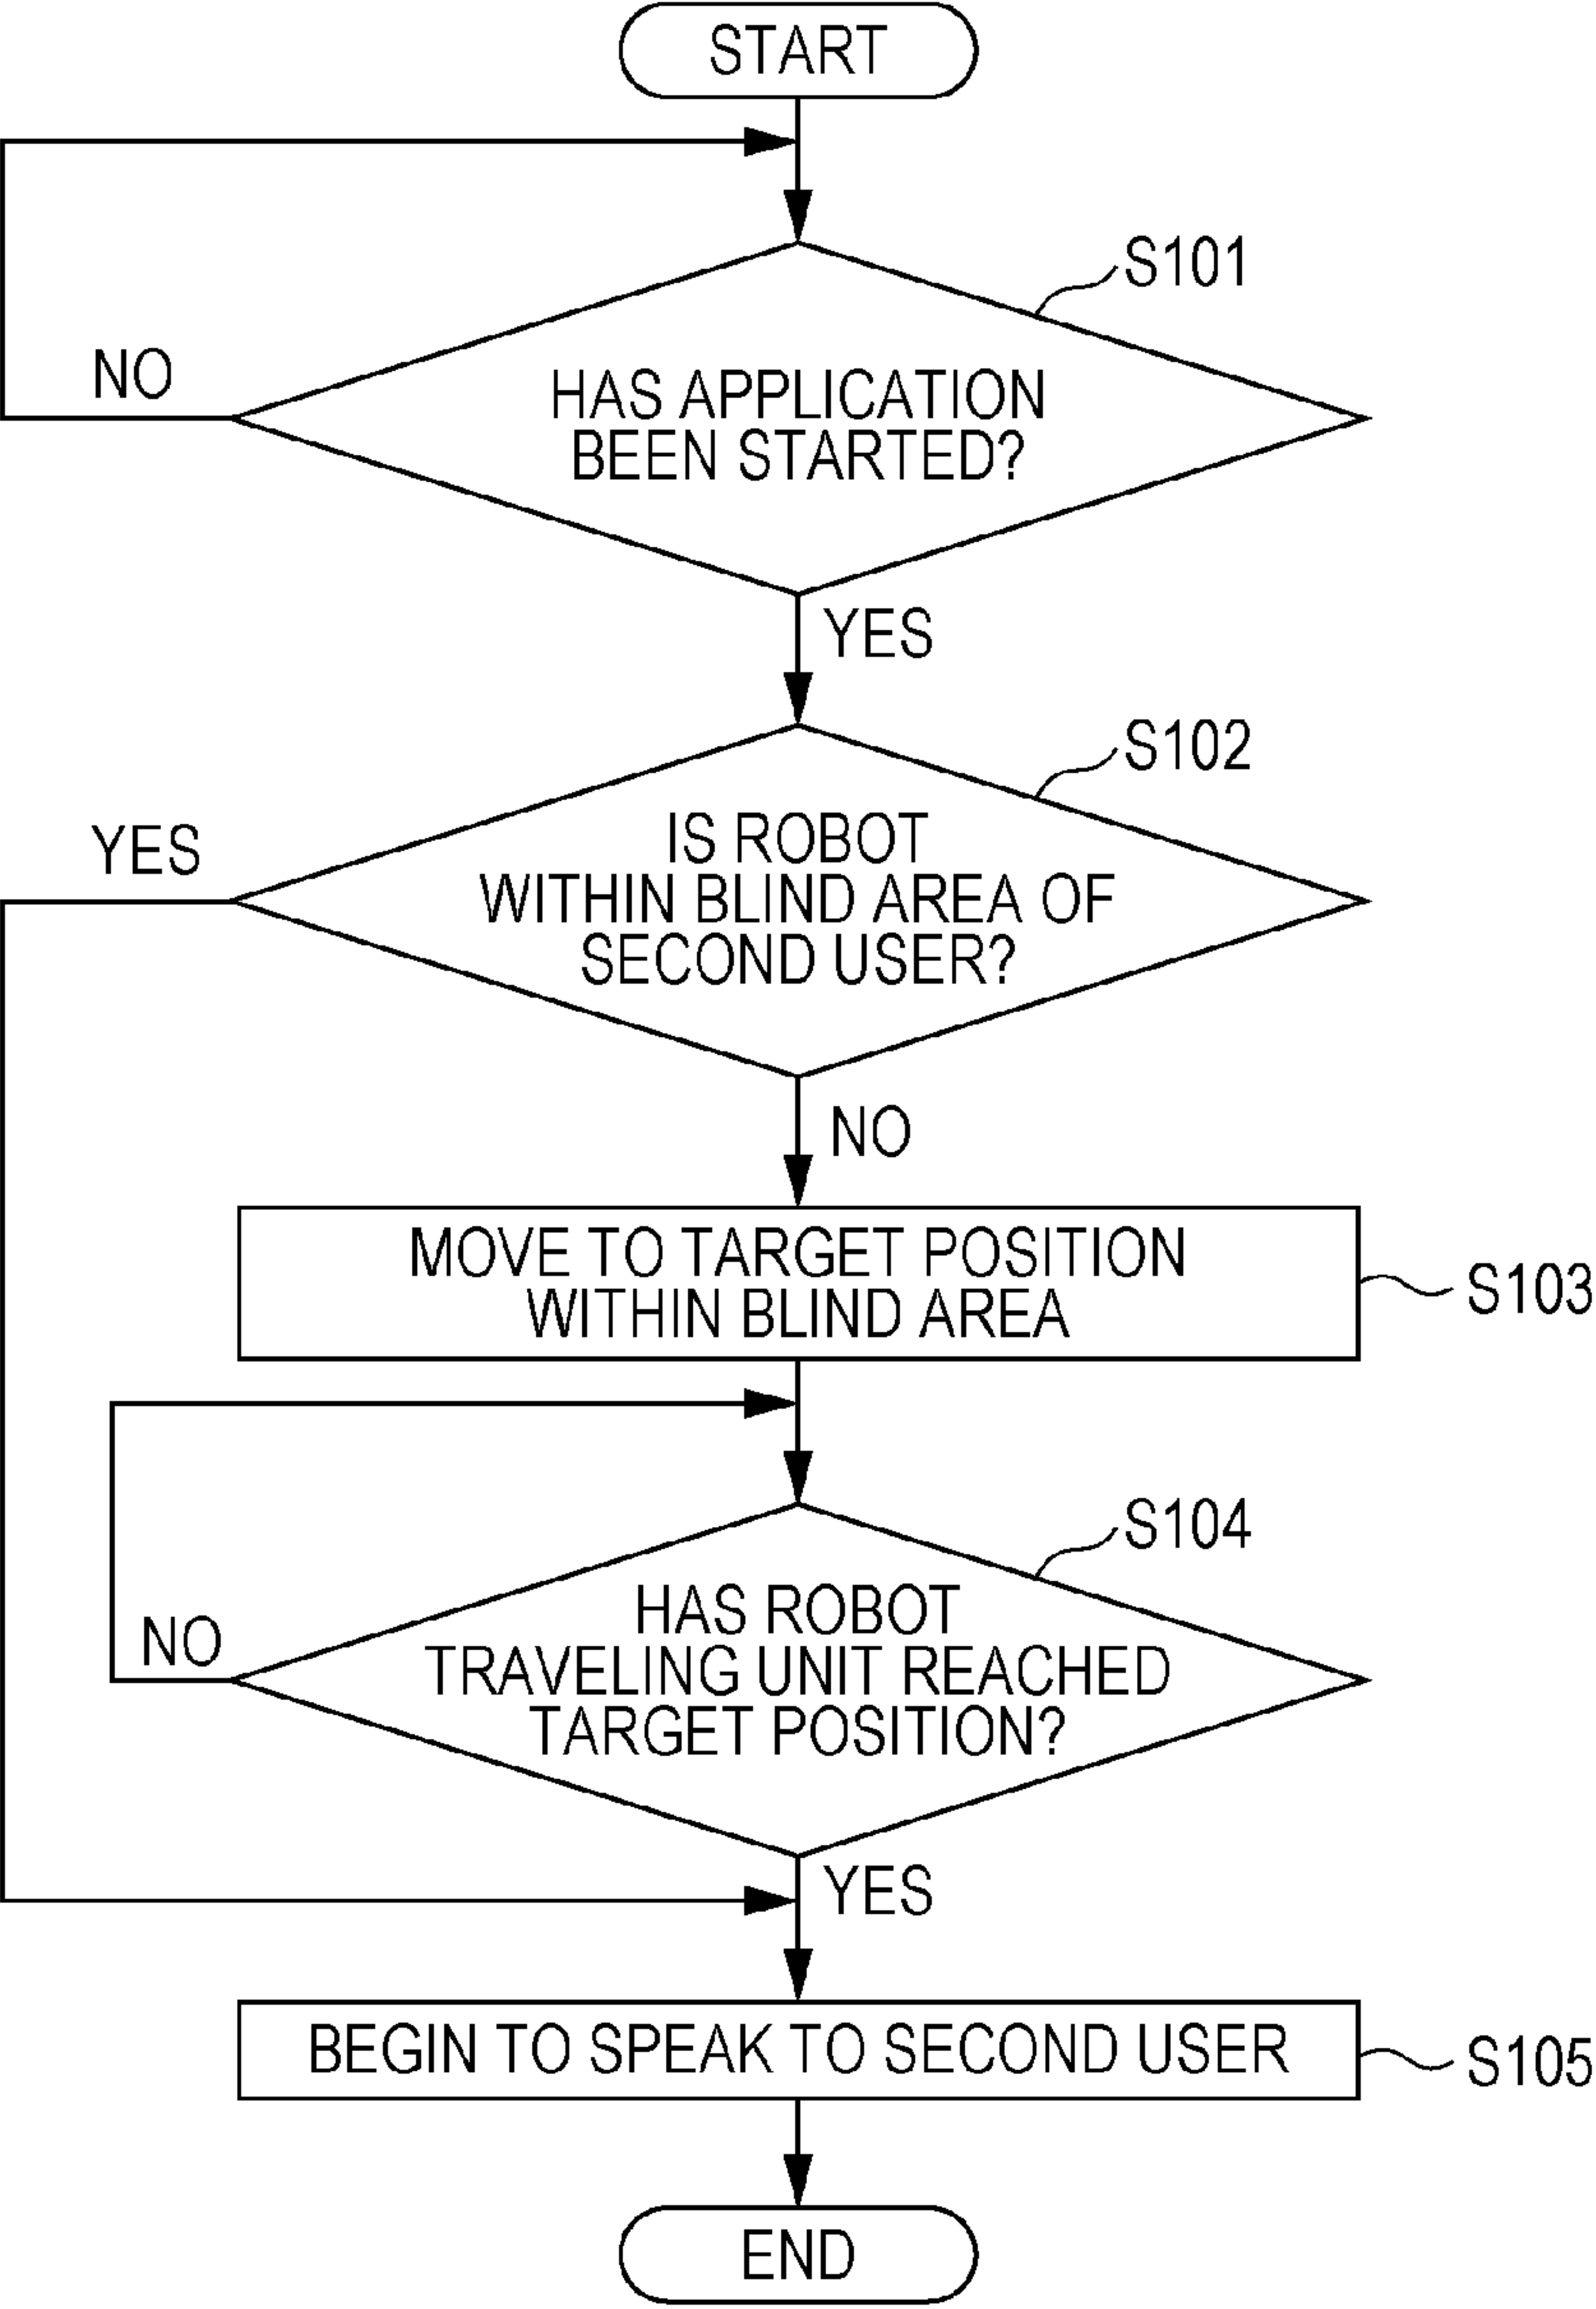 START
S101
NO
HAS APPLICATION
BEEN STARTED?
YES
S102
YES
IS ROBOT
WITHIN BLIND AREA OF
SECOND USER?
NO
MOVE TO TARGET POSITION
WITHIN BLIND AREA
S103
S104
NO
HAS ROBOT
TRAVELING UNIT REACHED
TARGET POSITION?
YES
BEGIN TO SPEAK TO SECOND USER
S105
END